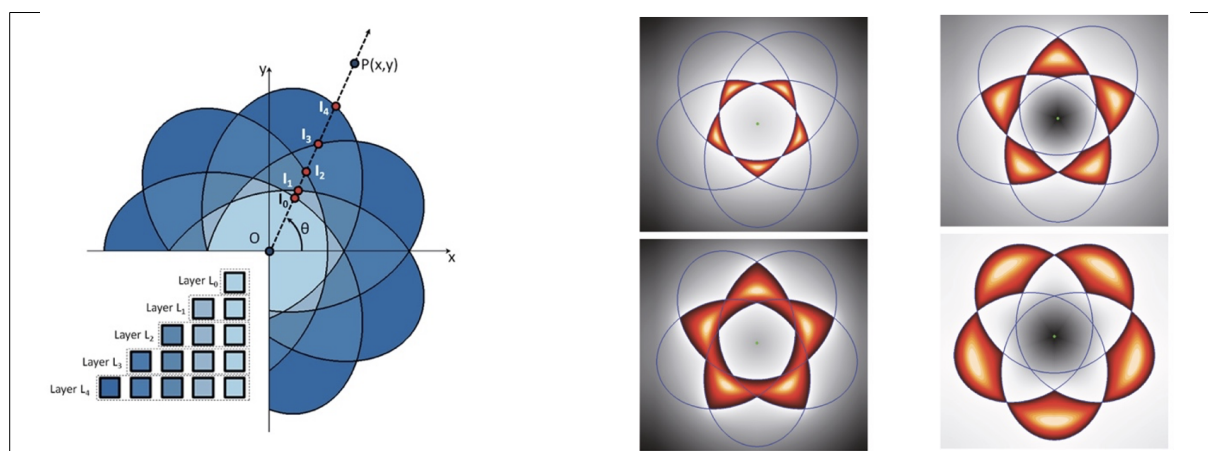 y
P(x,y)
I4
I3
I2
I1
I0
O
θ
x
Layer L0
Layer L1
Layer L2
Layer L3
Layer L4